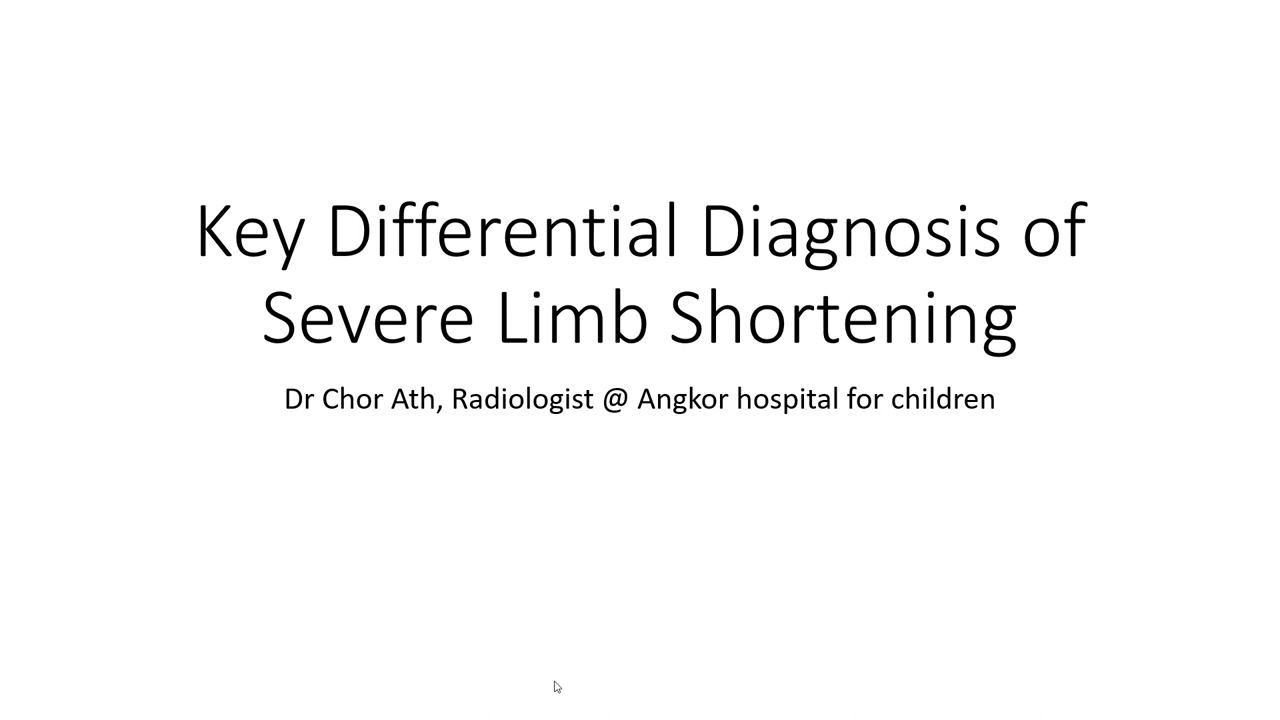 Key Differential Diagnosis of
Severe Limb Shortening
Dr Chor Ath, Radiologist @ Angkor hospital for children